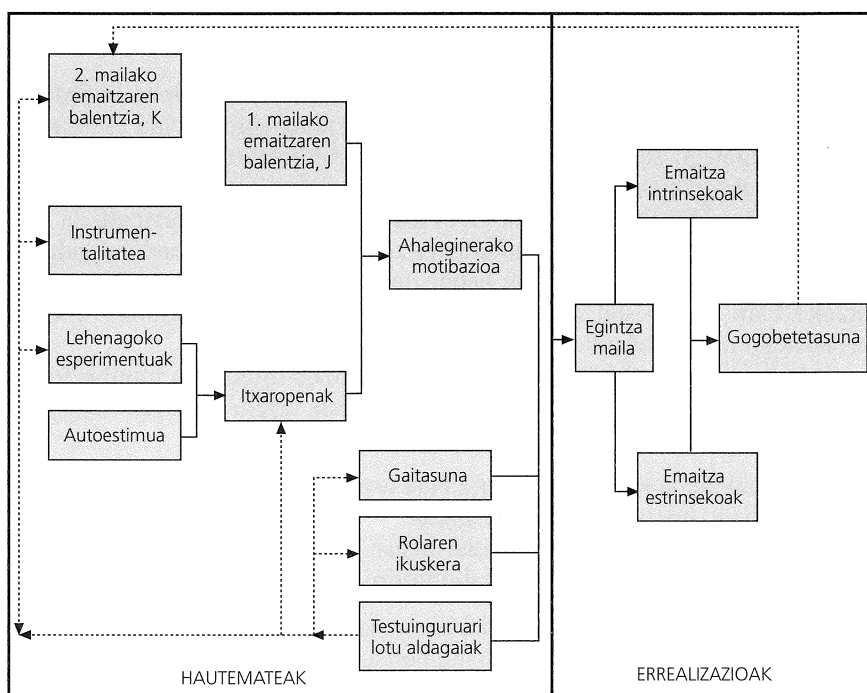 2. mailako
emaitzaren
balentzia, K
1. mailako
emaitzaren
balentzia, J
Instrumen-
talitatea
Lehenagoko
esperimentuak
Autoestimua
Itxaropenak
Ahaleginerako
motibazioa
Gaitasuna
Rolaren
ikuskera
Testuinguruari
lotu aldagaiak
HAUTEMATEAK
Emaitza
intrinsekoak
Egintza
maila
Gogobetetasuna
Emaitza
estrinsekoak
ERREALIZAZIOAK